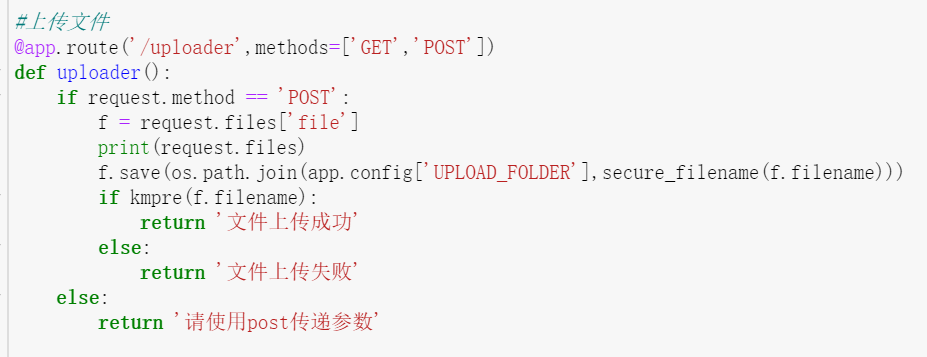 #上传文件
@app.route('/uploader',methods=['GET','POST'])
def uploader():
    if request.method == 'POST':
        f = request.files['file']
        print(request.files)
        f.save(os.path.join(app.config['UPLOAD_FOLDER'],secure_filename(f.filename)))
        if kmpre(f.filename):
            return '文件上传成功'
        else:
            return '文件上传失败'
    else:
        return '请使用post传递参数'